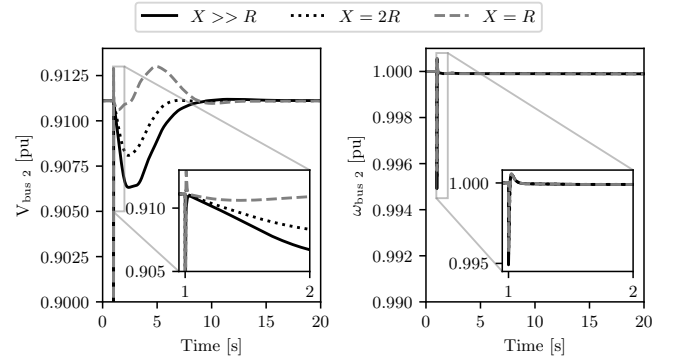 X >> R X = 2R X = R
0.9125
0.9100
0.9075
0.9050
0.9025
0.9000
V_bus 2 [pu]
0 5 10 15 20
Time [s]
0.910
0.905
1 2
1.000
0.998
0.996
0.994
0.992
0.990
ω_bus 2 [pu]
0 5 10 15 20
Time [s]
1.000
0.995
1 2